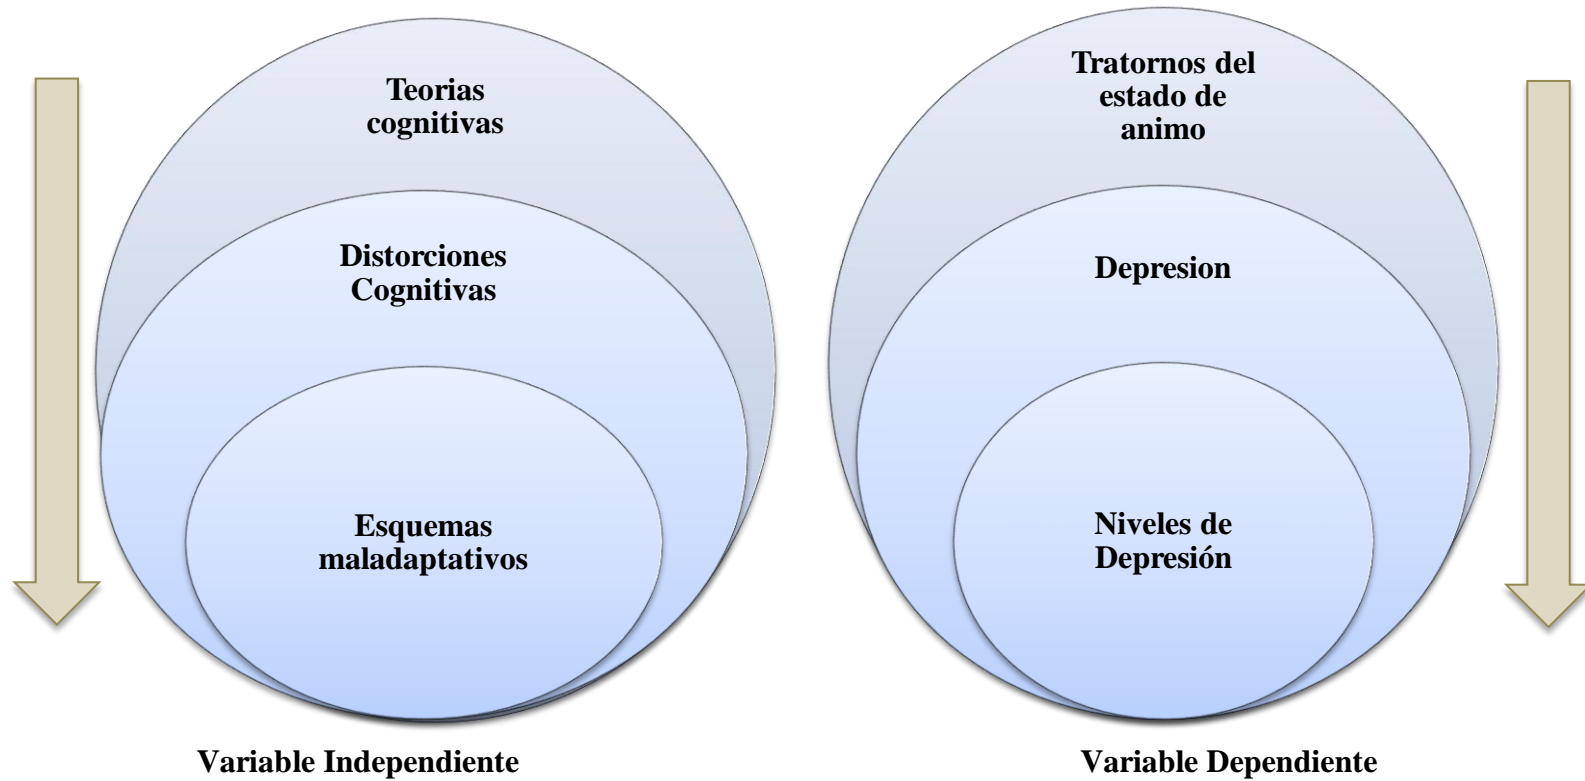 Teorias
cognitivas
Distorciones
Cognitivas
Esquemas
maladaptativos
Variable Independiente
Tratornos del
estado de
animo
Depresion
Niveles de
Depresión
Variable Dependiente